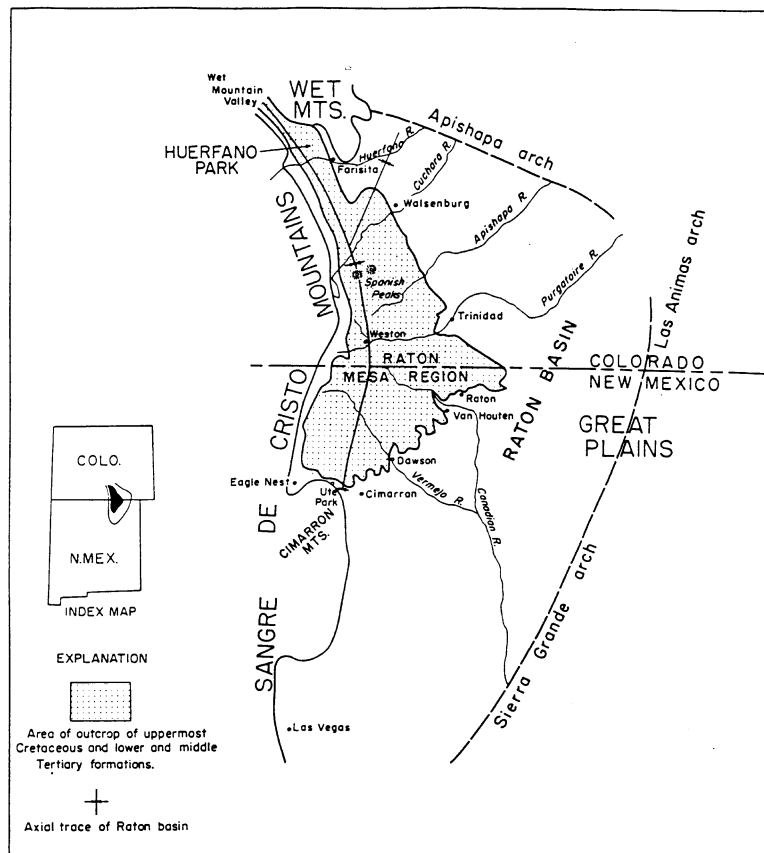 Wet
Mountain
Valley
WET
MTS.
HUERFANO
PARK
Huerfano R.
Farisita
Cuchara R.
Apishapa arch
Walsenburg
Apishapa R.
Purgatoire R.
Las Animas arch
Spanish
Peaks
Trinidad
Weston
RATON
MESA REGION
COLORADO
NEW MEXICO
Raton
Van Houten
RATON BASIN
GREAT
PLAINS
SANGRE DE CRISTO MOUNTAINS
Dawson
Eagle Nest
Ute
Park
Cimarran
CIMARRON
MTS.
Vermejo R.
Canadian R.
Sierra Grande arch
Las Vegas
COLO.
N.MEX.
INDEX MAP
EXPLANATION
Area of outcrop of uppermost
Cretaceous and lower and middle
Tertiary formations.
Axial trace of Raton basin